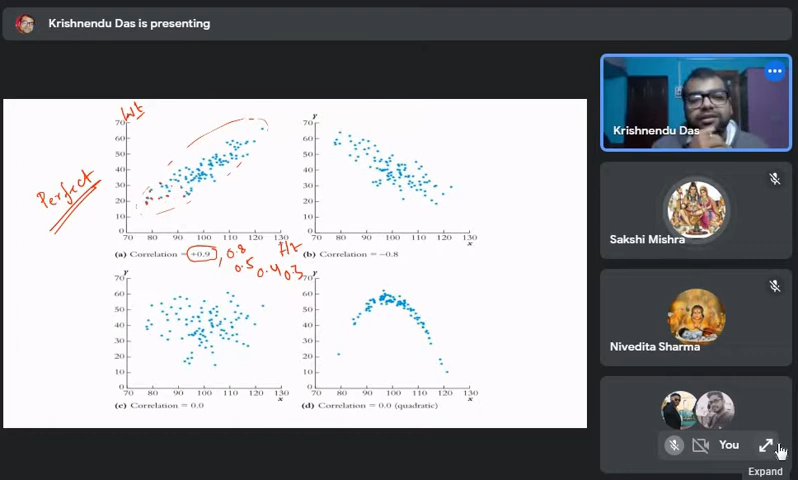 Krishnendu Das is presenting
Wt
y
70
60
50
40
30
20
10
0
70 80 90 100 110 120 130
x
Ht
Perfect
(a) Correlation = +0.9, 0.8
0.5 0.4 0.3
y
70
60
50
40
30
20
10
0
70 80 90 100 110 120 130
x
(b) Correlation = −0.8
y
70
60
50
40
30
20
10
0
70 80 90 100 110 120 130
x
(c) Correlation = 0.0
y
70
60
50
40
30
20
10
0
70 80 90 100 110 120 130
x
(d) Correlation = 0.0 (quadratic)
Krishnendu Das
Sakshi Mishra
Nivedita Sharma
You
Expand